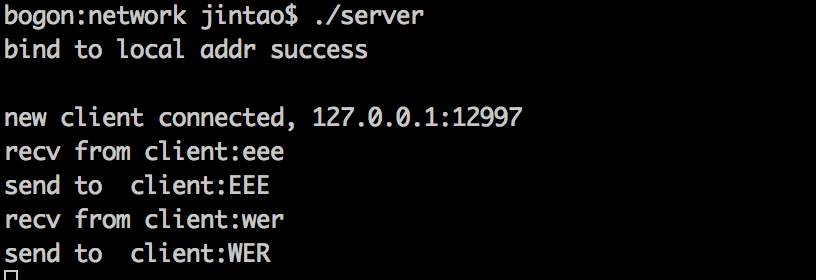 bogon:network jintao$ ./server
bind to local addr success
new client connected, 127.0.0.1:12997
recv from client:eee
send to  client:EEE
recv from client:wer
send to  client:WER